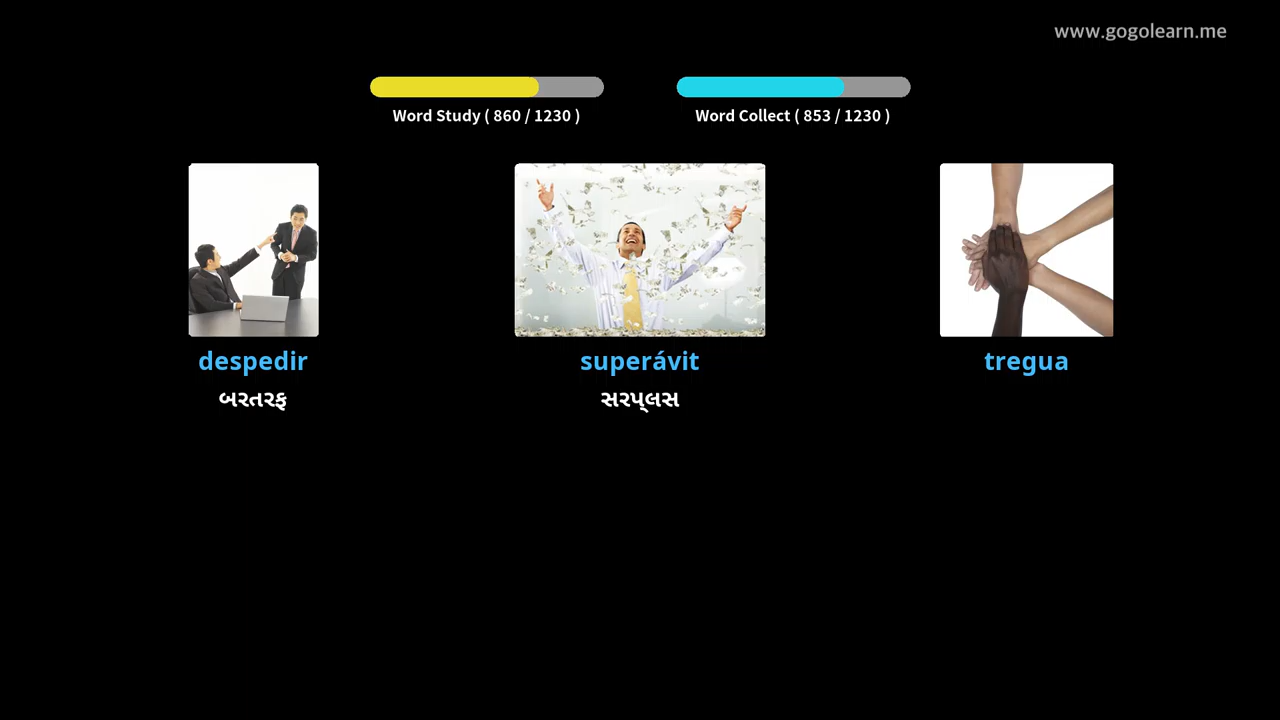 www.gogolearn.me
Word Study ( 860 / 1230 )
Word Collect ( 853 / 1230 )
despedir
superávit
tregua
બરતરફ
સરપ્લસ